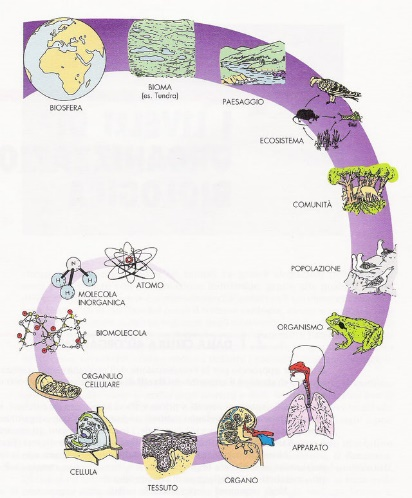 BIOSFERA
BIOMA
(es. Tundra)
PAESAGGIO
ECOSISTEMA
COMUNITÀ
POPOLAZIONE
ORGANISMO
APPARATO
ORGANO
TESSUTO
CELLULA
ORGANULO
CELLULARE
BIOMOLECOLA
MOLECOLA
INORGANICA
ATOMO
N
H
H
H